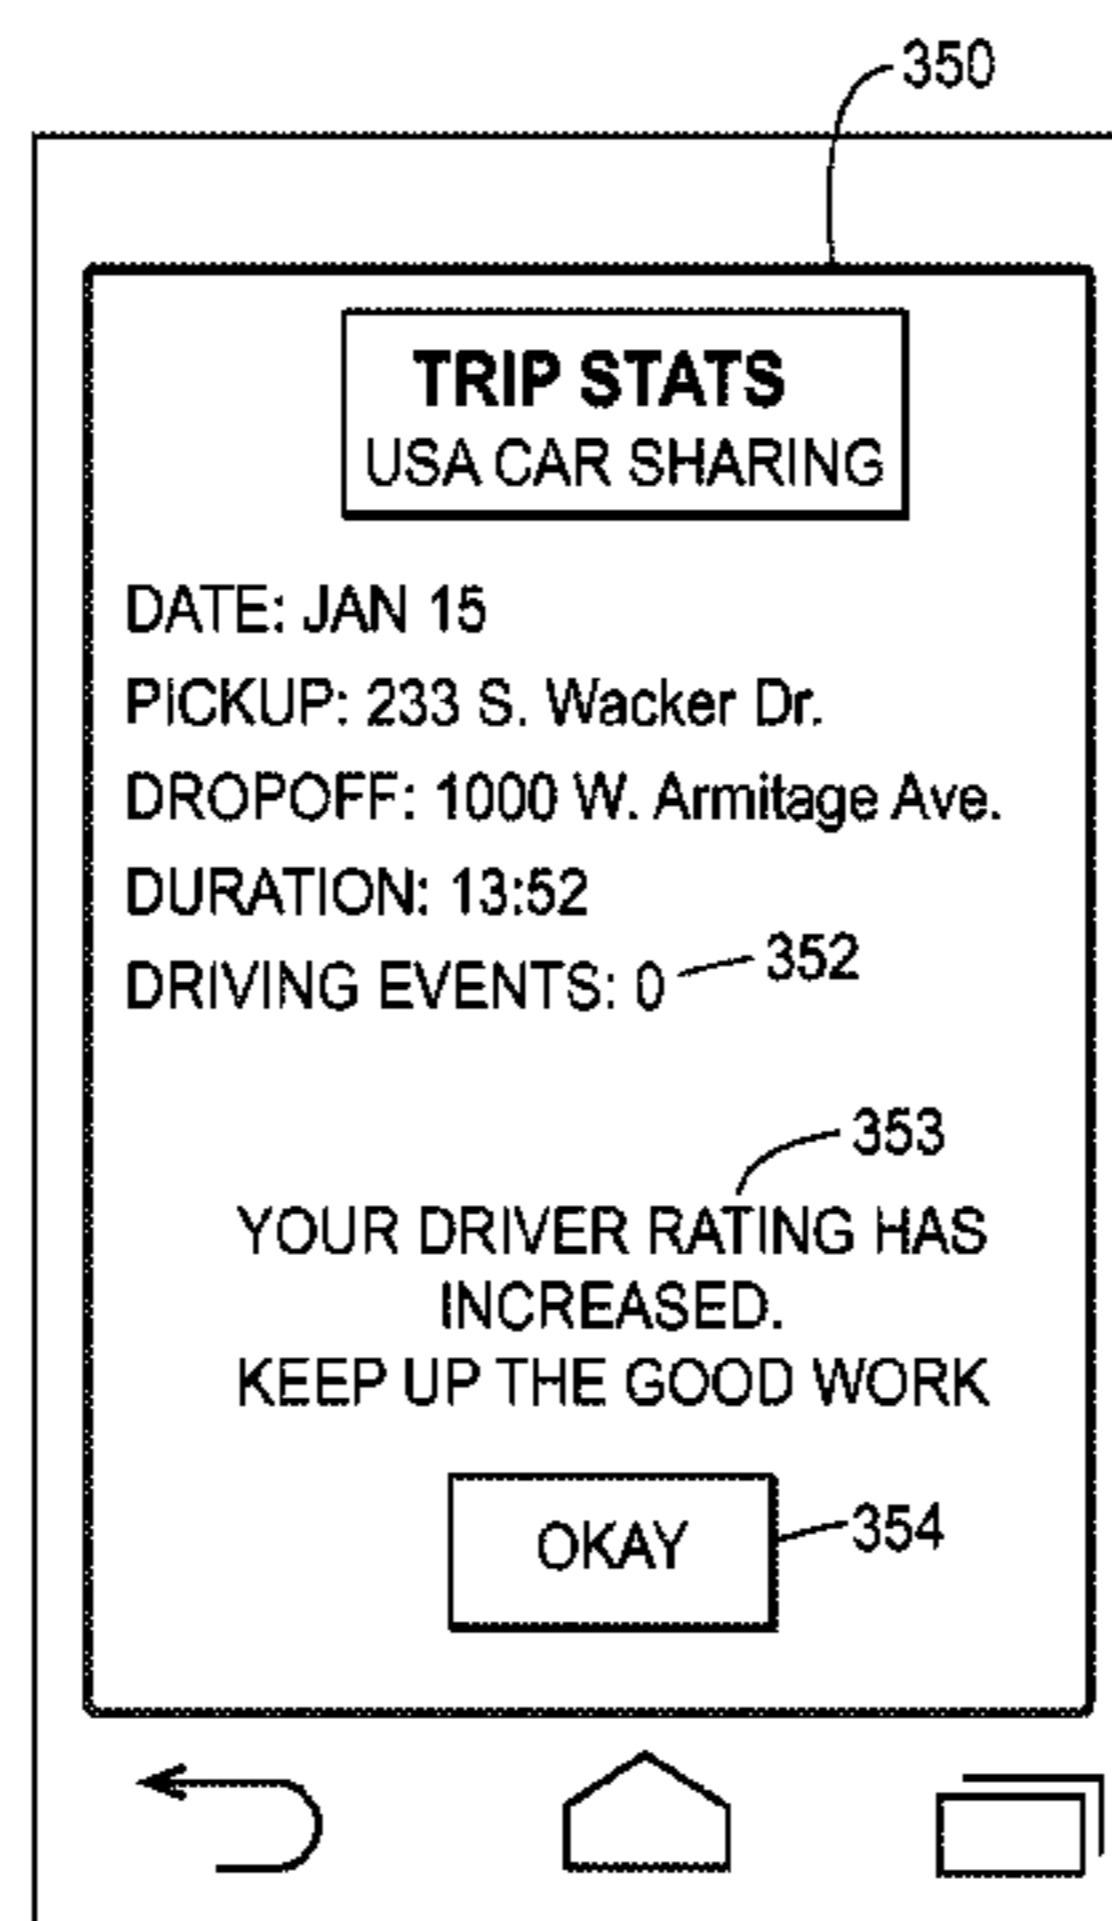 350
TRIP STATS
USA CAR SHARING
DATE: JAN 15
PICKUP: 233 S. Wacker Dr.
DROPOFF: 1000 W. Armitage Ave.
DURATION: 13:52
DRIVING EVENTS: 0 352
353
YOUR DRIVER RATING HAS
INCREASED.
KEEP UP THE GOOD WORK
OKAY 354